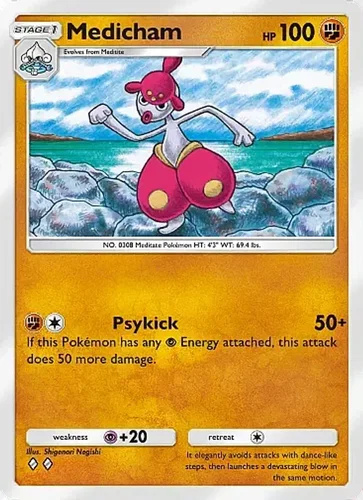 STAGE 1 Medicham HP 100
Evolves from Meditite
NO. 0308 Meditate Pokémon HT: 4'3" WT: 69.4 lbs.
Psykick 50+
If this Pokémon has any Energy attached, this attack
does 50 more damage.
weakness +20 retreat
Illus. Shigenori Negishi
It elegantly avoids attacks with dance-like
steps, then launches a devastating blow in
the same motion.